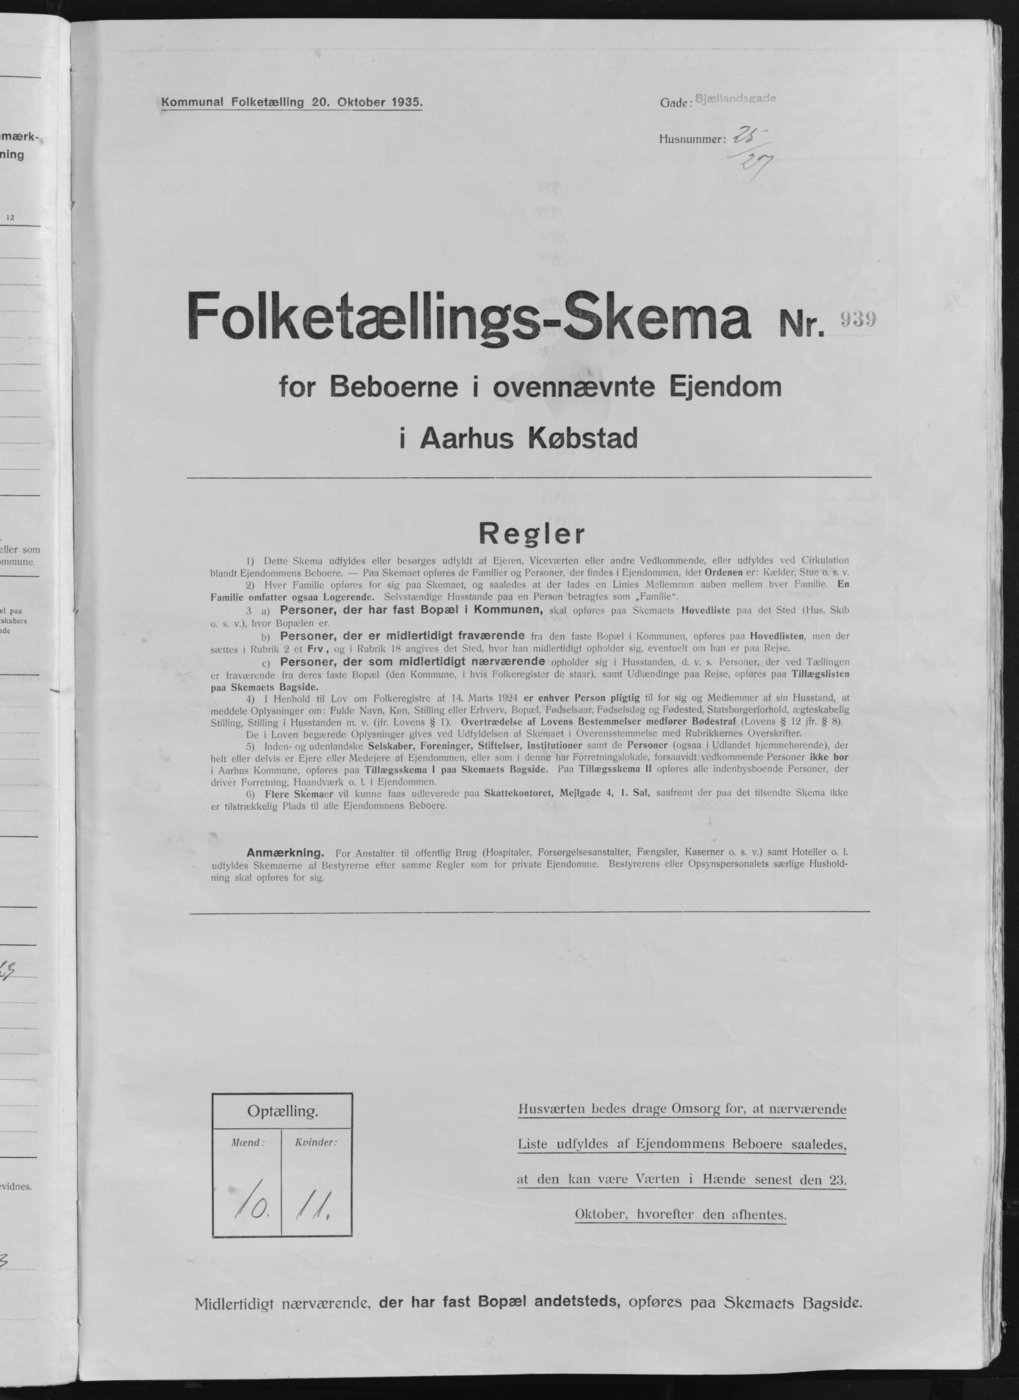 mærk-
ning
12
eller som
ommune.
el paa
lskabers
nde
evidnes.
Kommunal Folketælling 20. Oktober 1935.
Gade: Sjællandsgade
Husnummer: 25/27
Folketællings-Skema Nr. 939
for Beboerne i ovennævnte Ejendom
i Aarhus Købstad
Regler
1) Dette Skema udfyldes eller besørges udfyldt af Ejeren, Viceværten eller andre Vedkommende, eller udfyldes ved Cirkulation
blandt Ejendommens Beboere. — Paa Skemaet opføres de Familier og Personer, der findes i Ejendommen, idet Ordenen er: Kælder, Stue o. s. v.
2) Hver Familie opføres for sig paa Skemaet, og saaledes at der lades en Linies Mellemrum aaben mellem hver Familie. En
Familie omfatter ogsaa Logerende. Selvstændige Husstande paa en Person betragtes som „Familie“.
3 a) Personer, der har fast Bopæl i Kommunen, skal opføres paa Skemaets Hovedliste paa det Sted (Hus, Skib
o. s. v.), hvor Bopælen er.
b) Personer, der er midlertidigt fraværende fra den faste Bopæl i Kommunen, opføres paa Hovedlisten, men der
sættes i Rubrik 2 et Frv, og i Rubrik 18 angives det Sted, hvor han midlertidigt opholder sig, eventuelt om han er paa Rejse.
c) Personer, der som midlertidigt nærværende opholder sig i Husstanden, d. v. s. Personer, der ved Tællingen
er fraværende fra deres faste Bopæl (den Kommune, i hvis Folkeregister de staar), samt Udlændinge paa Rejse, opføres paa Tillægslisten
paa Skemaets Bagside.
4) I Henhold til Lov om Folkeregistre af 14. Marts 1924 er enhver Person pligtig til for sig og Medlemmer af sin Husstand, at
meddele Oplysninger om: Fulde Navn, Køn, Stilling eller Erhverv, Bopæl, Fødselsaar, Fødselsdag og Fødested, Statsborgerforhold, ægteskabelig
Stilling, Stilling i Husstanden m. v. (jfr. Lovens § 1). Overtrædelse af Lovens Bestemmelser medfører Bødestraf (Lovens § 12 jfr. § 8).
De i Loven begærede Oplysninger gives ved Udfyldelsen af Skemaet i Overensstemmelse med Rubrikkernes Overskrifter.
5) Inden- og udenlandske Selskaber, Foreninger, Stiftelser, Institutioner samt de Personer (ogsaa i Udlandet hjemmehørende), der
helt eller delvis er Ejere eller Medejere af Ejendommen, eller som i denne har Forretningslokale, forsaavidt vedkommende Personer ikke bor
i Aarhus Kommune, opføres paa Tillægsskema I paa Skemaets Bagside. Paa Tillægsskema II opføres alle indenbysboende Personer, der
driver Forretning, Haandværk o. l. i Ejendommen.
6) Flere Skemaer vil kunne faas udleverede paa Skattekontoret, Mejlgade 4, 1. Sal, saafremt der paa det tilsendte Skema ikke
er tilstrækkelig Plads til alle Ejendommens Beboere.
Anmærkning. For Anstalter til offentlig Brug (Hospitaler, Forsørgelsesanstalter, Fængsler, Kaserner o. s. v.) samt Hoteller o. l.
udfyldes Skemaerne af Bestyrerne efter samme Regler som for private Ejendomme. Bestyrerens eller Opsynspersonalets særlige Hushold-
ning skal opføres for sig.
Optælling.
Mænd: Kvinder:
10. 11.
Husværten bedes drage Omsorg for, at nærværende
Liste udfyldes af Ejendommens Beboere saaledes,
at den kan være Værten i Hænde senest den 23.
Oktober, hvorefter den afhentes.
Midlertidigt nærværende, der har fast Bopæl andetsteds, opføres paa Skemaets Bagside.